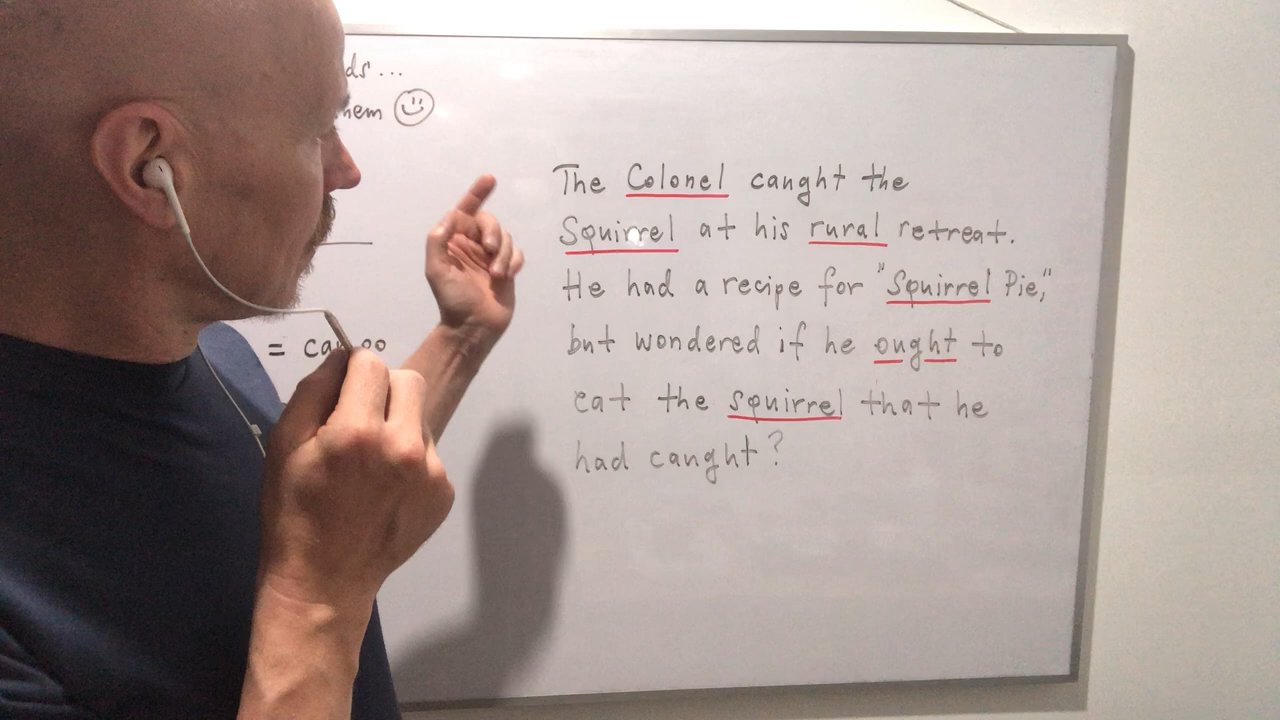 ds...
hem
= ca
The Colonel caught the
Squirrel at his rural retreat.
He had a recipe for "Squirrel Pie,"
but wondered if he ought to
eat the squirrel that he
had caught?